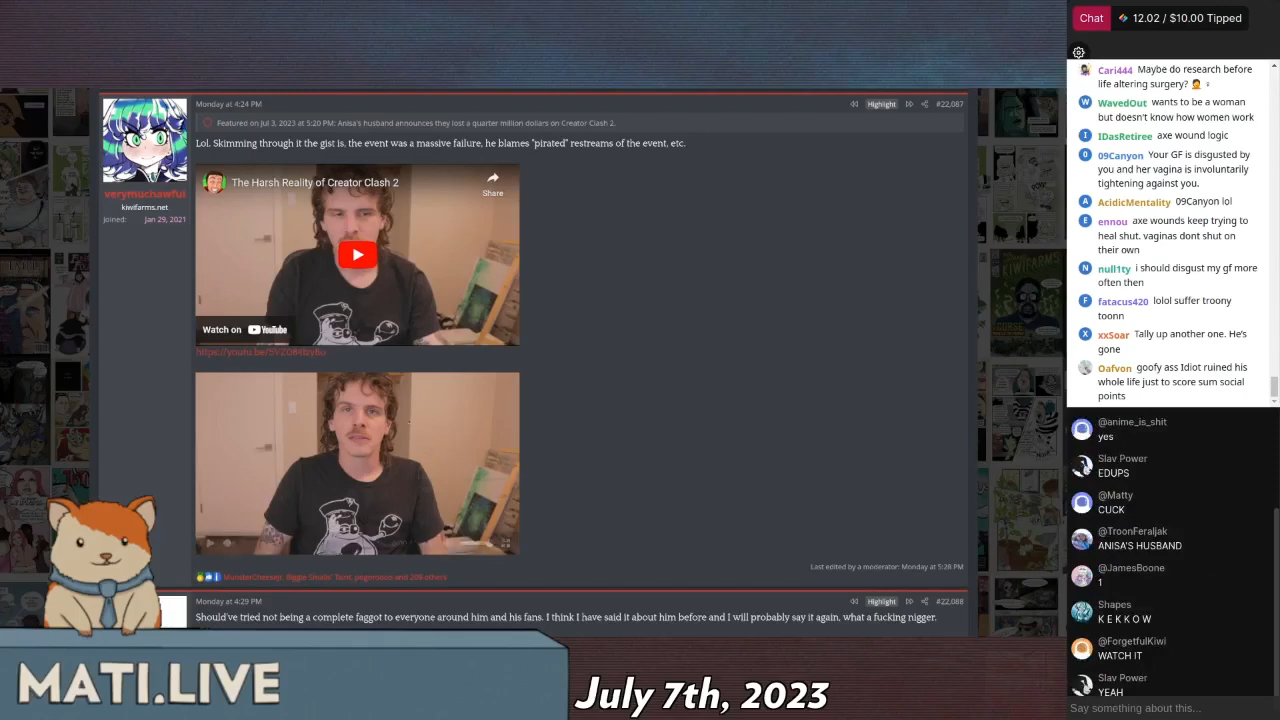 Monday at 4:24 PM
Highlight
#22,087
Featured on Jul 3, 2023 at 5:20 PM: Anisa's husband announces they lost a quarter million dollars on Creator Clash 2.
Lol. Skimming through it the gist is, the event was a massive failure, he blames "pirated" restreams of the event, etc.
verymuchawful
kiwifarms.net
Joined: Jan 29, 2021
The Harsh Reality of Creator Clash 2
Share
Watch on YouTube
Last edited by a moderator: Monday at 5:28 PM
MunsterCheesejr, Biggie Smalls' Taint, pogorococo and 288 others
Monday at 4:29 PM
Highlight
#22,088
Should've tried not being a complete faggot to everyone around him and his fans. I think I have said it about him before and I will probably say it again, what a fucking nigger.
MATI.LIVE
July 7th, 2023
Chat
12.02 / $10.00 Tipped
Cari444 Maybe do research before
life altering surgery? 🤦 ♀
WavedOut wants to be a woman
but doesn't know how women work
IDasRetiree axe wound logic
09Canyon Your GF is disgusted by
you and her vagina is involuntarily
tightening against you.
AcidicMentality 09Canyon lol
ennou axe wounds keep trying to
heal shut. vaginas dont shut on
their own
null1ty i should disgust my gf more
often then
fatacus420 lolol suffer troony
toonn
xxSoar Tally up another one. He's
gone
Oafvon goofy ass Idiot ruined his
whole life just to score sum social
points
@anime_is_shit
yes
Slav Power
EDUPS
@Matty
CUCK
@TroonFeraljak
ANISA'S HUSBAND
@JamesBoone
1
Shapes
K E K K O W
@ForgetfulKiwi
WATCH IT
Slav Power
YEAH
Say something about this...